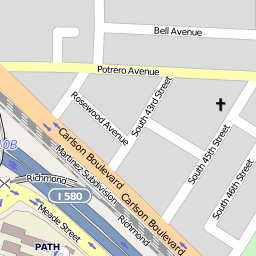 Bell Avenue
Potrero Avenue
South 43rd Street
Rosewood Avenue
Carlson Boulevard
South 45th Street
Martinez Subdivision
Richmond
I 580
South 46th Street
Carlson Boulevard
Richmond
Meade Street
PATH